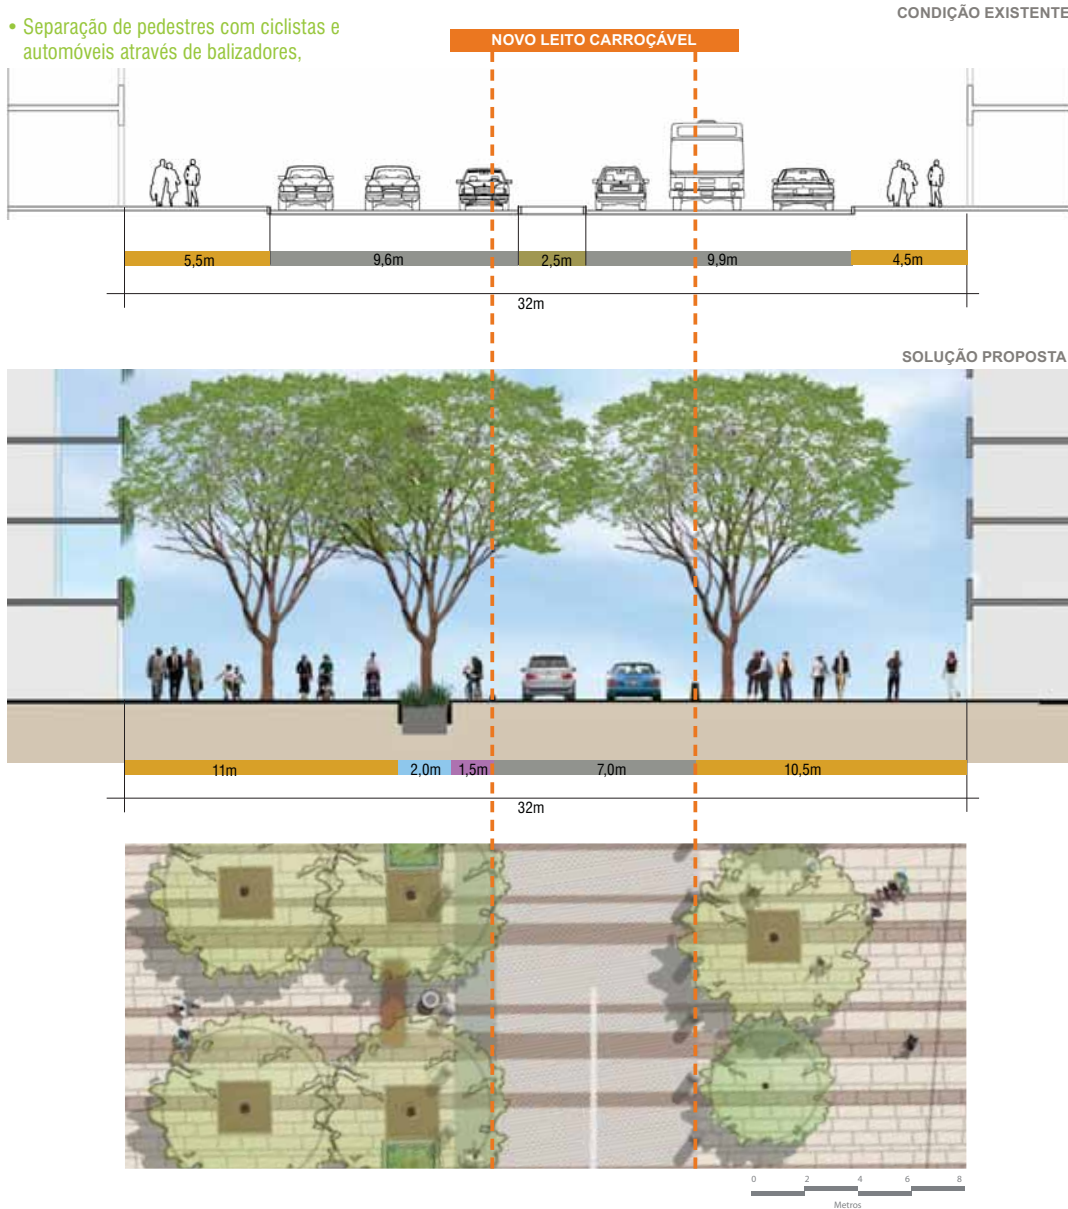 CONDIÇÃO EXISTENTE
• Separação de pedestres com ciclistas e
automóveis através de balizadores,
NOVO LEITO CARROÇÁVEL
5,5m 9,6m 2,5m 9,9m 4,5m
32m
SOLUÇÃO PROPOSTA
11m 2,0m 1,5m 7,0m 10,5m
32m
0 2 4 6 8
Metros